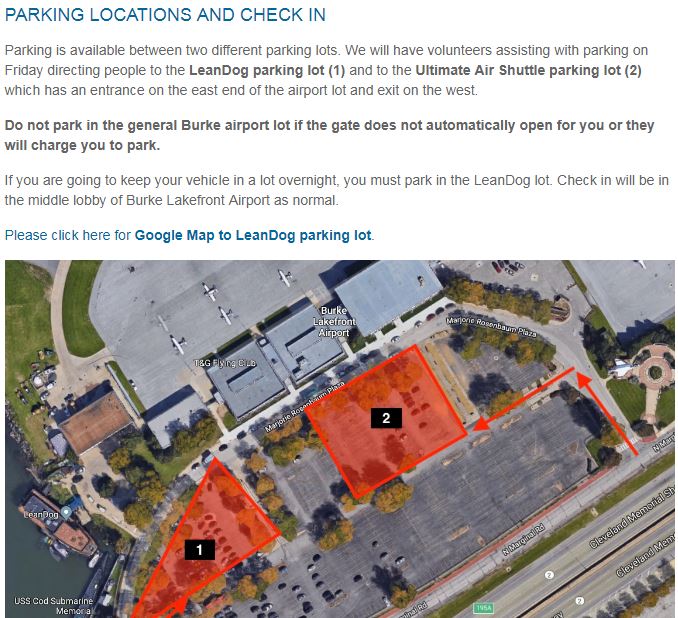 PARKING LOCATIONS AND CHECK IN
Parking is available between two different parking lots. We will have volunteers assisting with parking on
Friday directing people to the LeanDog parking lot (1) and to the Ultimate Air Shuttle parking lot (2)
which has an entrance on the east end of the airport lot and exit on the west.
Do not park in the general Burke airport lot if the gate does not automatically open for you or they
will charge you to park.
If you are going to keep your vehicle in a lot overnight, you must park in the LeanDog lot. Check in will be in
the middle lobby of Burke Lakefront Airport as normal.
Please click here for Google Map to LeanDog parking lot.
Burke
Lakefront
Airport
Marjorie Rosenbaum Plaza
T&G Flying Club
Marjorie Rosenbaum Plaza
2
N Mar
LeanDog
1
N Marginal Rd
Cleveland Memorial Sh
Cleveland Mem
2
2
USS Cod Submarine
Memorial
195A
ginal Rd